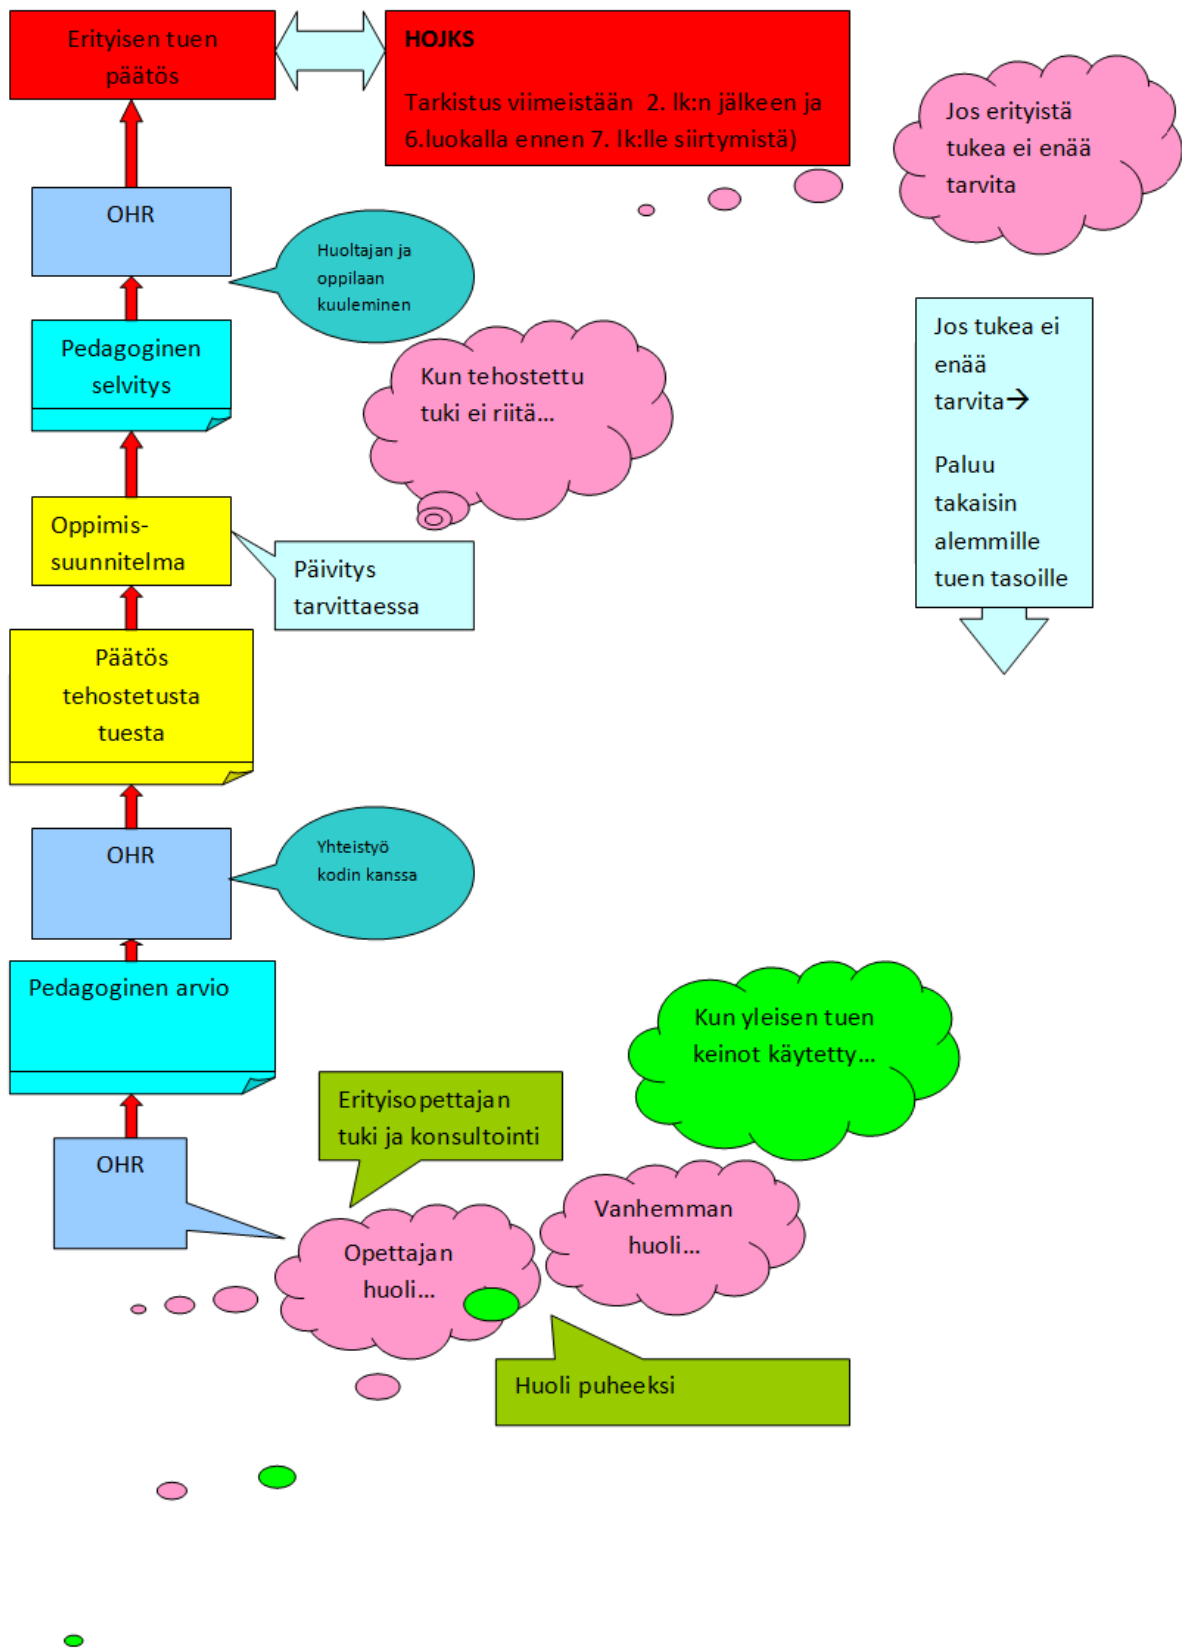 Erityisen tuen
päätös
HOJKS
Tarkistus viimeistään 2. lk:n jälkeen ja
6.luokalla ennen 7. lk:lle siirtymistä)
Jos erityistä
tukea ei enää
tarvita
OHR
Huoltajan ja
oppilaan
kuuleminen
Pedagoginen
selvitys
Kun tehostettu
tuki ei riitä...
Jos tukea ei
enää
tarvita→
Paluu
takaisin
alemmille
tuen tasoille
Oppimis-
suunnitelma
Päivitys
tarvittaessa
Päätös
tehostetusta
tuesta
OHR
Yhteistyö
kodin kanssa
Pedagoginen arvio
Kun yleisen tuen
keinot käytetty...
Erityisopettajan
tuki ja konsultointi
OHR
Vanhemman
huoli...
Opettajan
huoli...
Huoli puheeksi